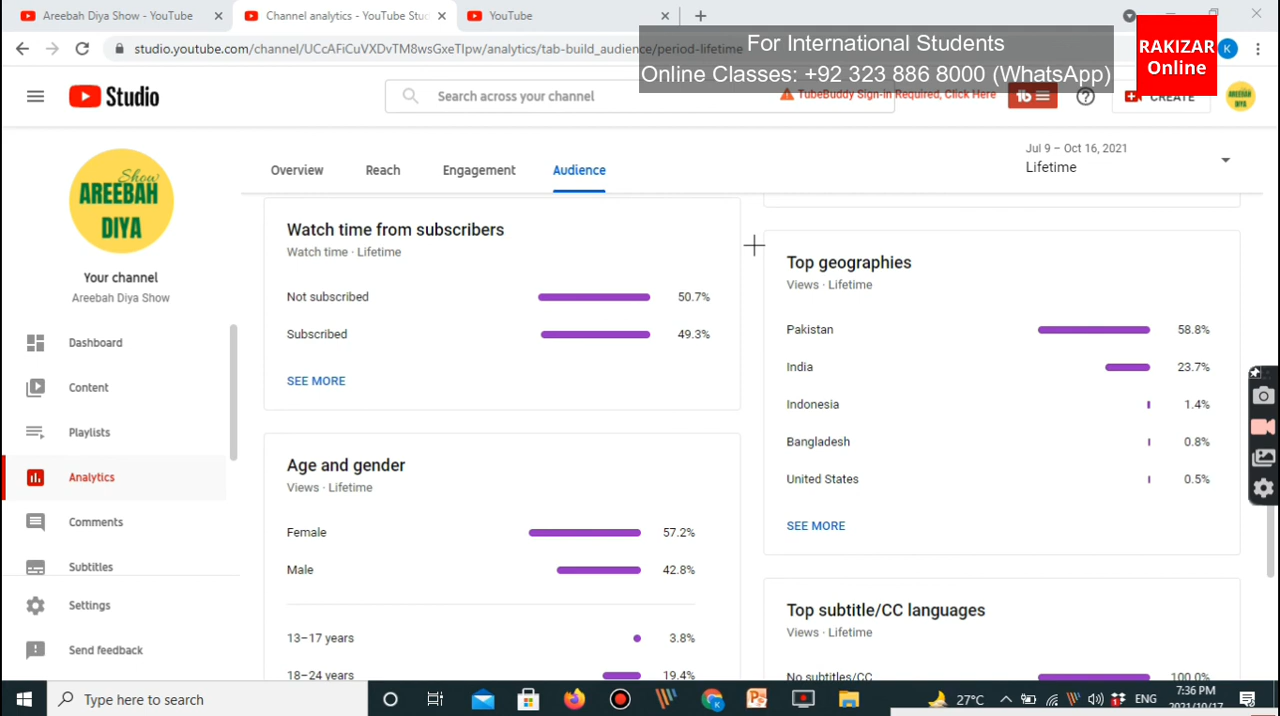 Areebah Diya Show - YouTube
Channel analytics - YouTube Stu
YouTube
studio.youtube.com/channel/UCcAFiCuVXDvTM8wsGxeTIpw/analytics/tab-build_audience/period-lifetime
For International Students
Online Classes: +92 323 886 8000 (WhatsApp)
RAKIZAR
Online
K
Studio
Search across your channel
TubeBuddy Sign-in Required, Click Here
CREATE
AREEBAH
DIYA
Show
AREEBAH
DIYA
Your channel
Areebah Diya Show
Dashboard
Content
Playlists
Analytics
Comments
Subtitles
Settings
Send feedback
Overview
Reach
Engagement
Audience
Jul 9 – Oct 16, 2021
Lifetime
Watch time from subscribers
Watch time · Lifetime
Not subscribed 50.7%
Subscribed 49.3%
SEE MORE
Age and gender
Views · Lifetime
Female 57.2%
Male 42.8%
13–17 years 3.8%
18–24 years 19.4%
Top geographies
Views · Lifetime
Pakistan 58.8%
India 23.7%
Indonesia 1.4%
Bangladesh 0.8%
United States 0.5%
SEE MORE
Top subtitle/CC languages
Views · Lifetime
No subtitles/CC 100.0%
Type here to search
27°C
ENG
7:36 PM
2021/10/17